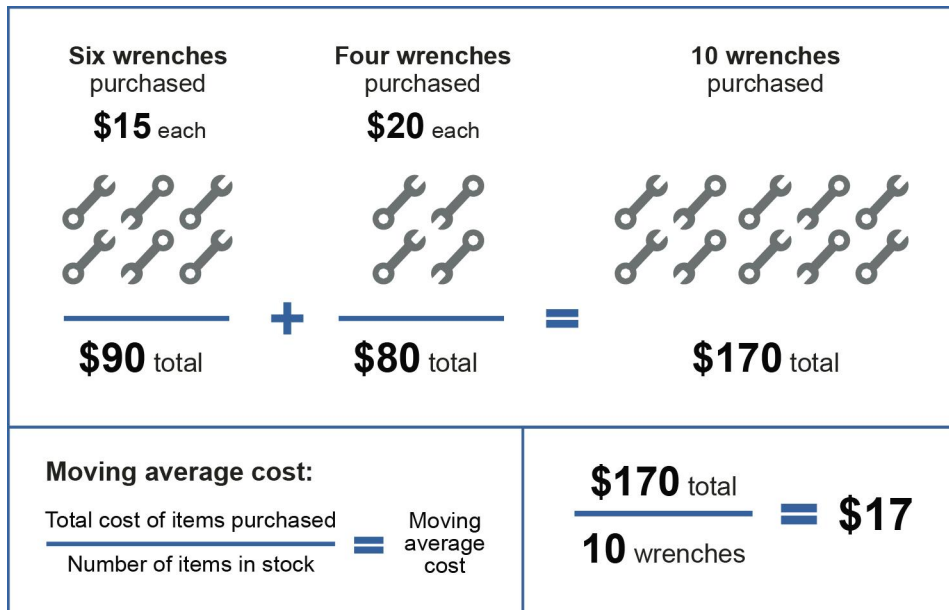 Six wrenches
purchased
$15 each
$90 total
+
Four wrenches
purchased
$20 each
$80 total
=
10 wrenches
purchased
$170 total
Moving average cost:
Total cost of items purchased
Number of items in stock
=
Moving
average
cost
$170 total
10 wrenches
=
$17